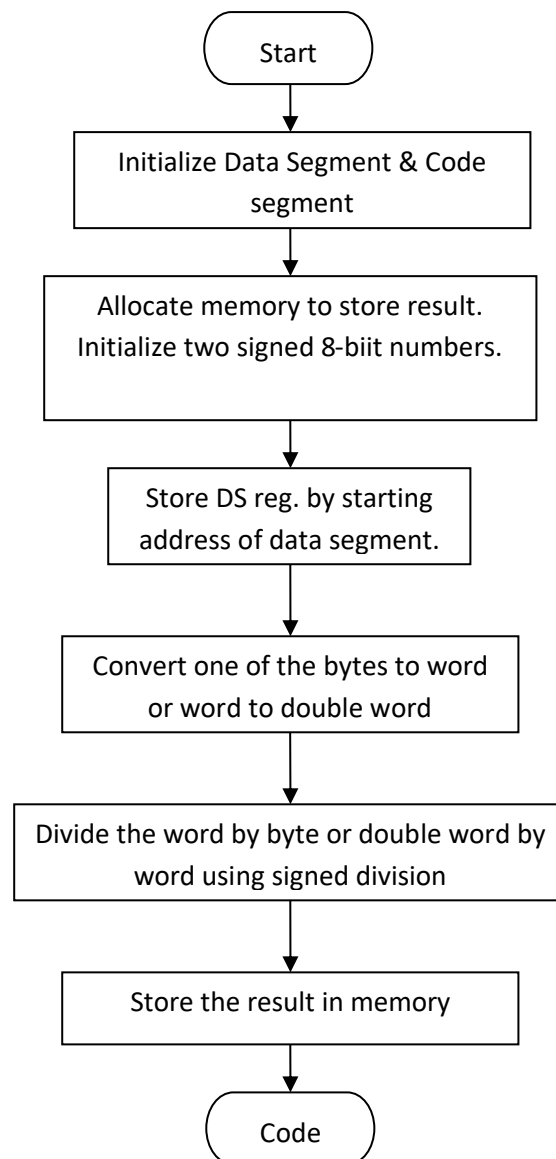 Start
Initialize Data Segment & Code
segment
Allocate memory to store result.
Initialize two signed 8-biit numbers.
Store DS reg. by starting
address of data segment.
Convert one of the bytes to word
or word to double word
Divide the word by byte or double word by
word using signed division
Store the result in memory
Code